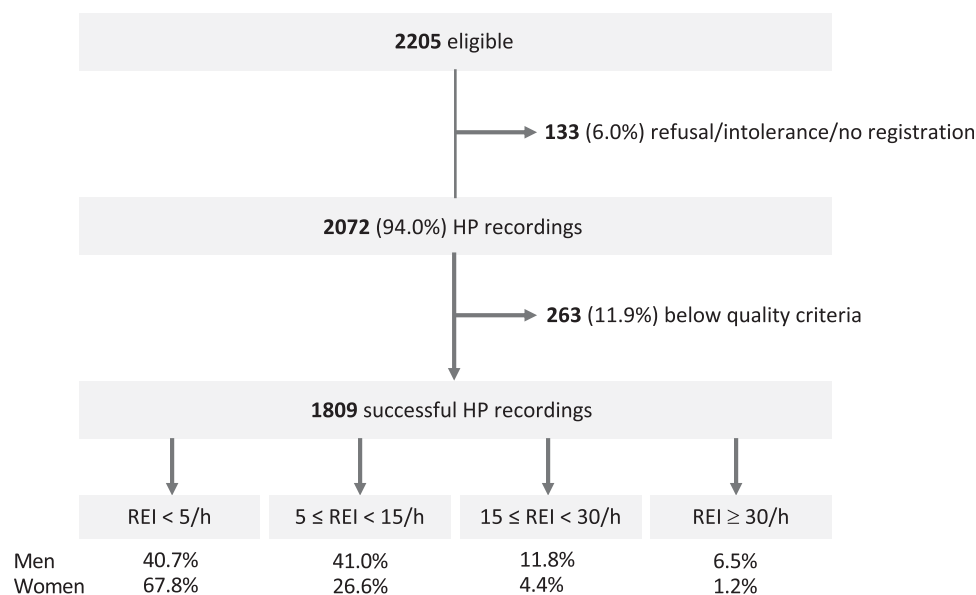 2205 eligible
133 (6.0%) refusal/intolerance/no registration
2072 (94.0%) HP recordings
263 (11.9%) below quality criteria
1809 successful HP recordings
REI < 5/h 5 ≤ REI < 15/h 15 ≤ REI < 30/h REI ≥ 30/h
Men 40.7% 41.0% 11.8% 6.5%
Women 67.8% 26.6% 4.4% 1.2%